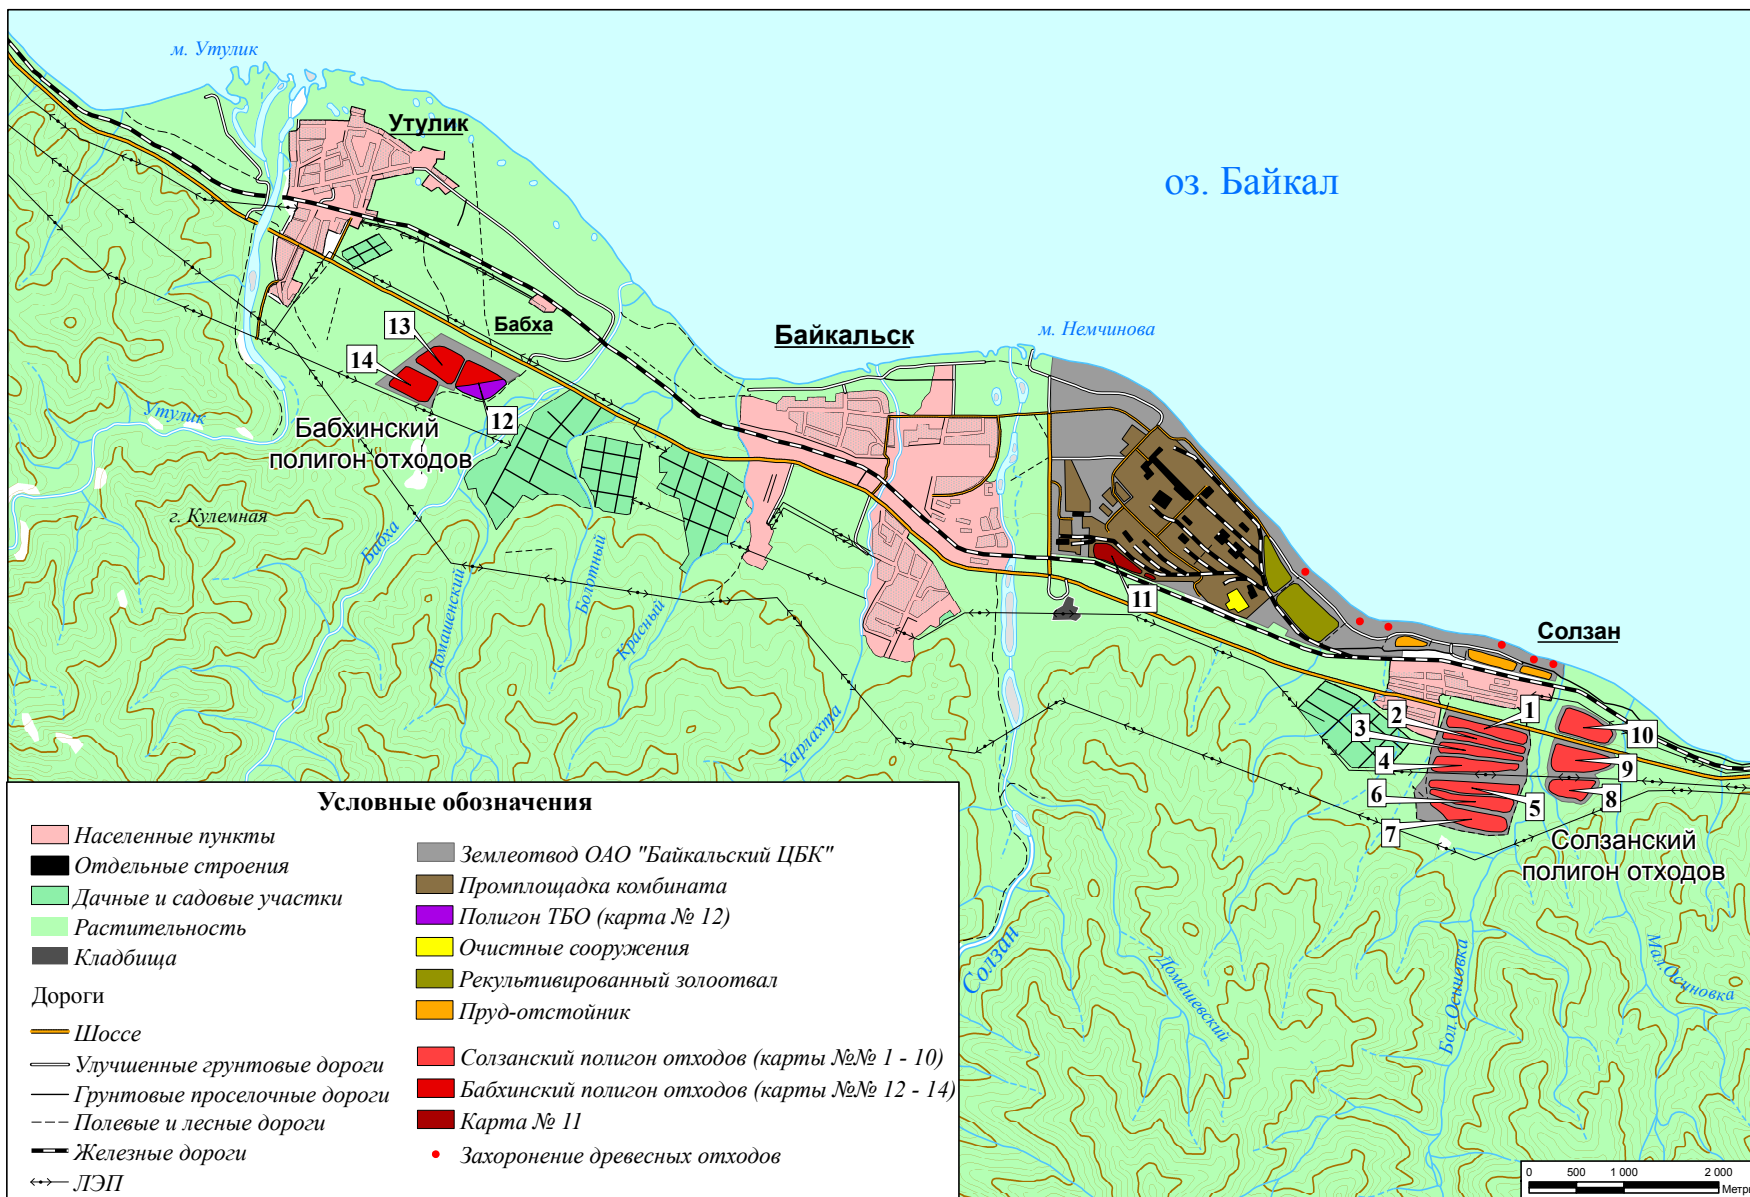 м. Утулик
Утулик
оз. Байкал
Бабха
13
14
12
Байкальск
м. Немчинова
Утулик
Бабхинский
полигон отходов
г. Кулемная
Бабха
Домашенский
Болотный
Красный
Харлахта
11
Солзан
1
2
3
4
5
6
7
8
9
10
Солзанский
полигон отходов
Солзан
Домашевский
Бол. Осиновка
Мал.Осиновка
Условные обозначения
Населенные пункты
Отдельные строения
Дачные и садовые участки
Растительность
Кладбища
Дороги
Шоссе
Улучшенные грунтовые дороги
Грунтовые проселочные дороги
Полевые и лесные дороги
Железные дороги
ЛЭП
Землеотвод ОАО "Байкальский ЦБК"
Промплощадка комбината
Полигон ТБО (карта № 12)
Очистные сооружения
Рекультивированный золоотвал
Пруд-отстойник
Солзанский полигон отходов (карты №№ 1 - 10)
Бабхинский полигон отходов (карты №№ 12 - 14)
Карта № 11
Захоронение древесных отходов
0 500 1 000 2 000
Метры